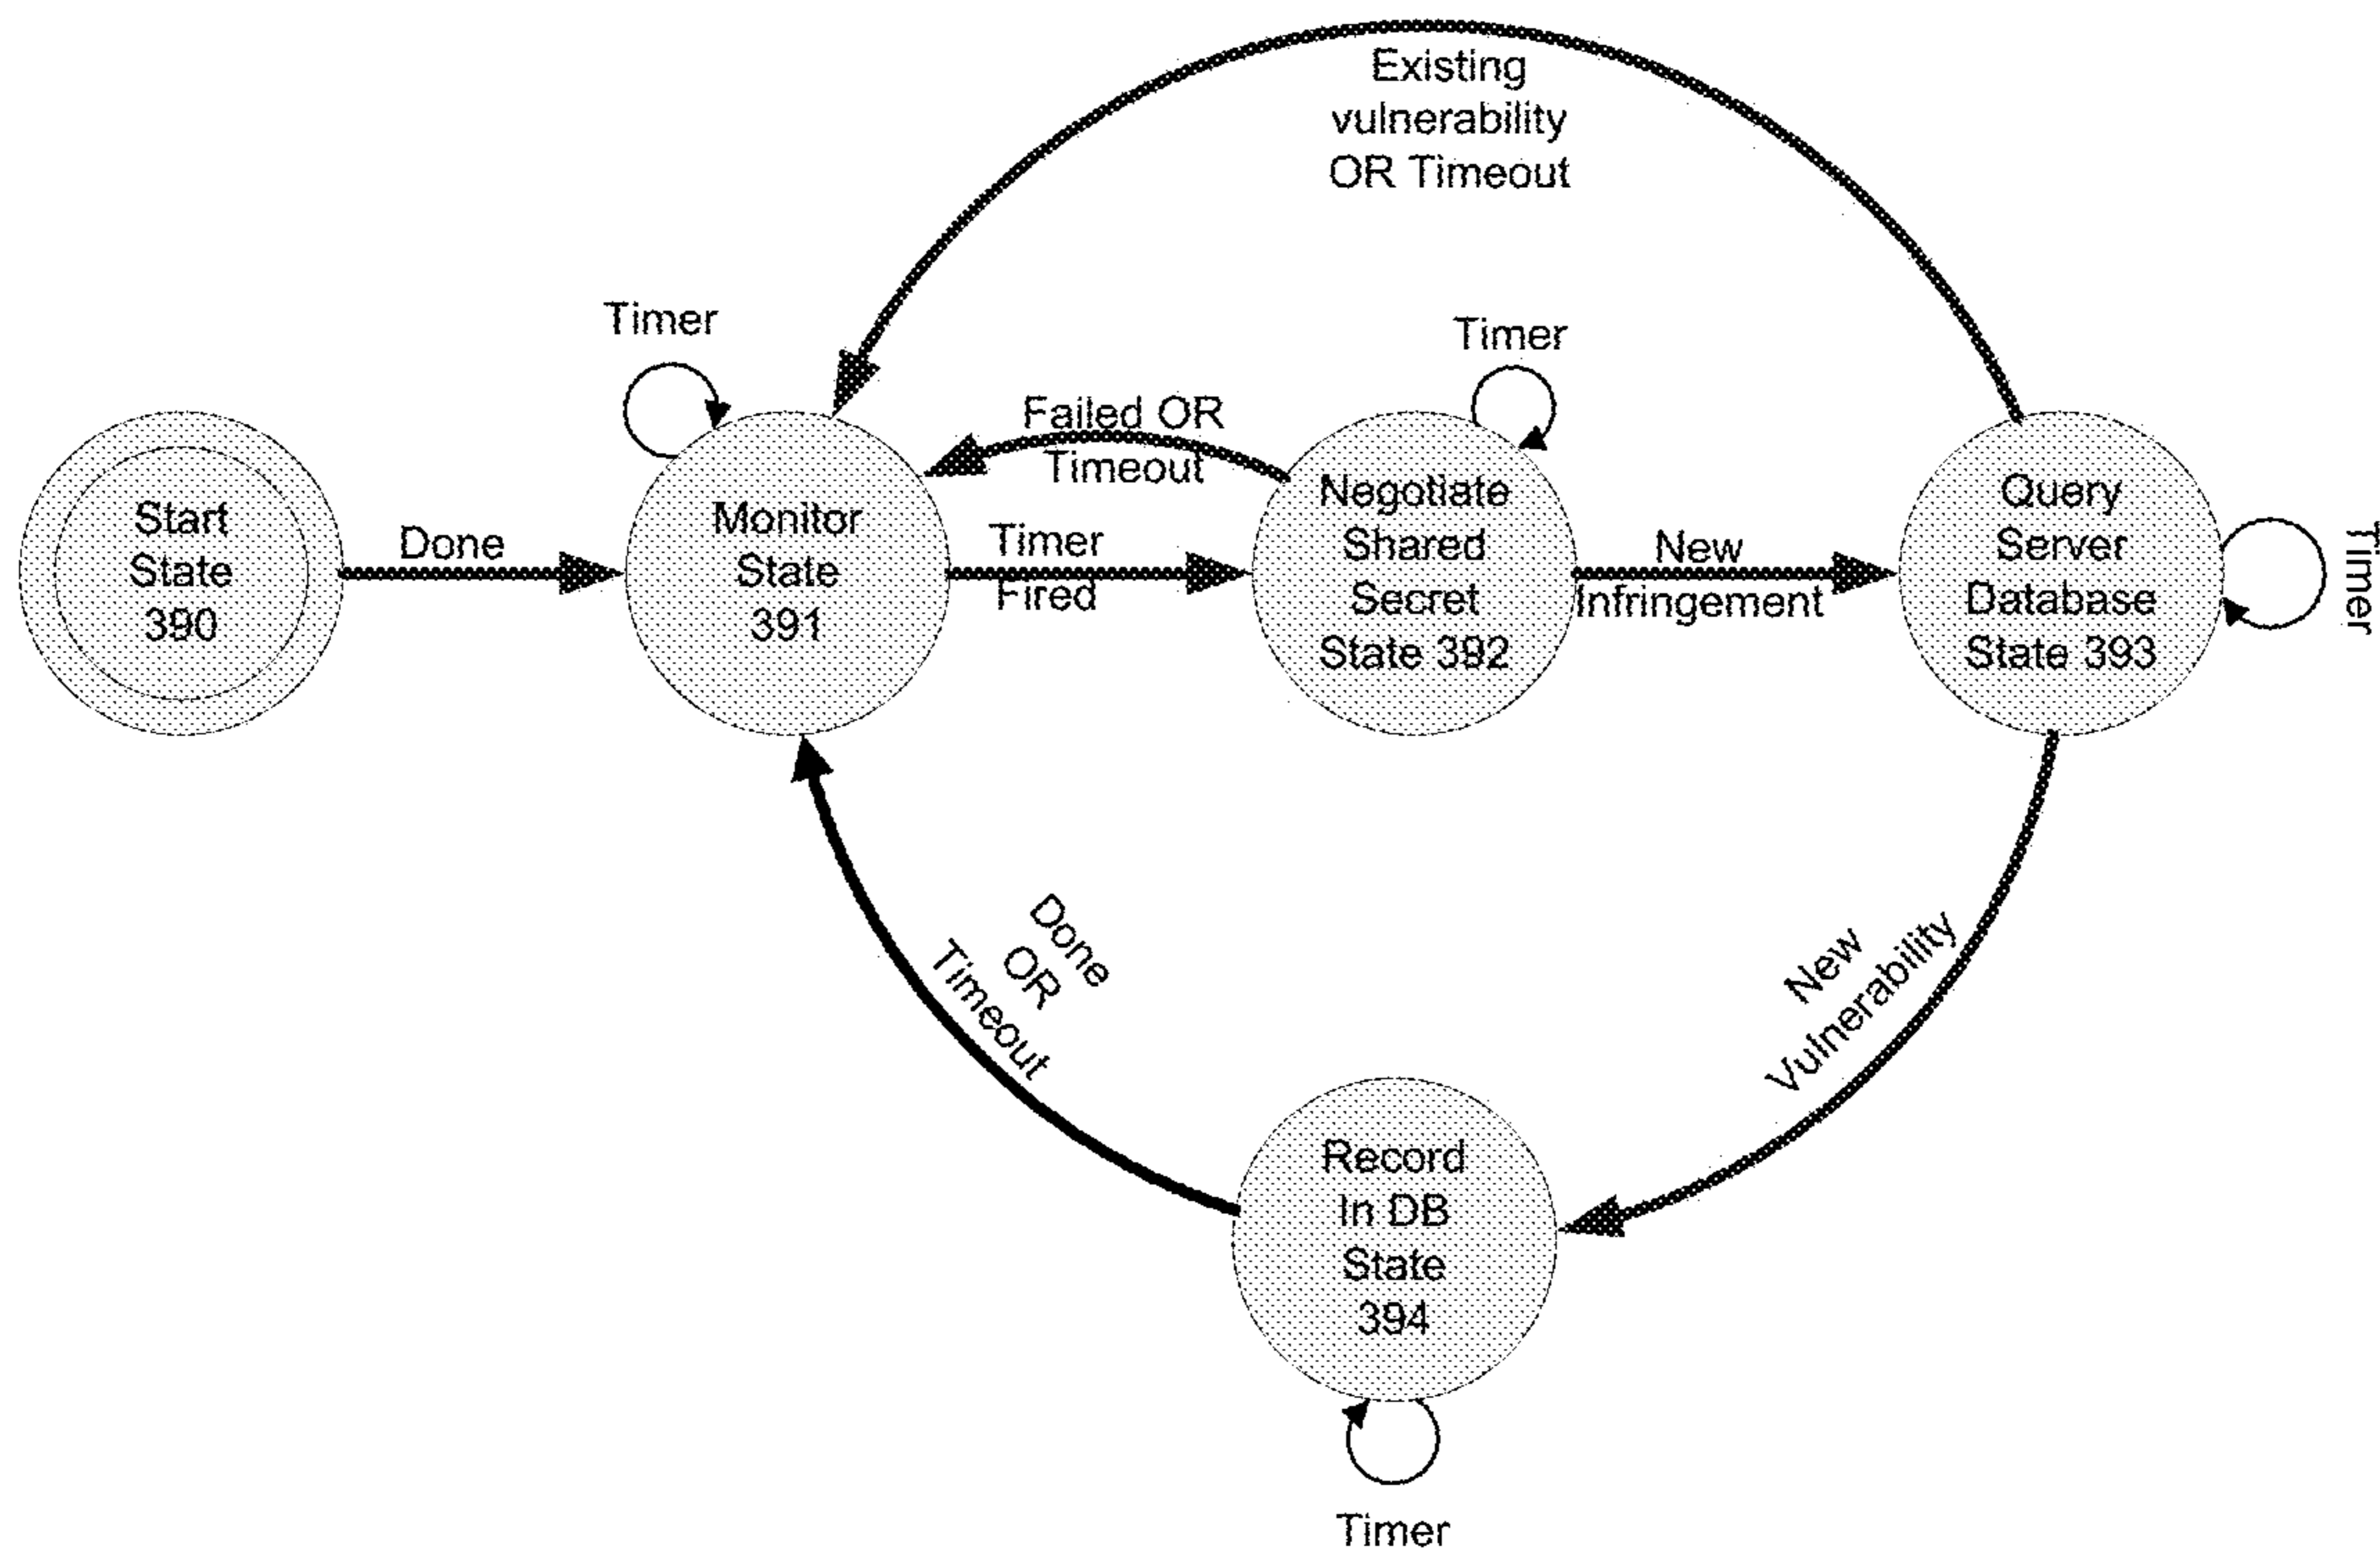 Existing
vulnerability
OR Timeout
Timer
Timer
Failed OR
Timeout
Start
State
390
Done
Monitor
State
391
Timer
Fired
Negotiate
Shared
Secret
State 392
New
Infringement
Query
Server
Database
State 393
Timer
Done
OR
Timeout
New
Vulnerability
Record
In DB
State
394
Timer